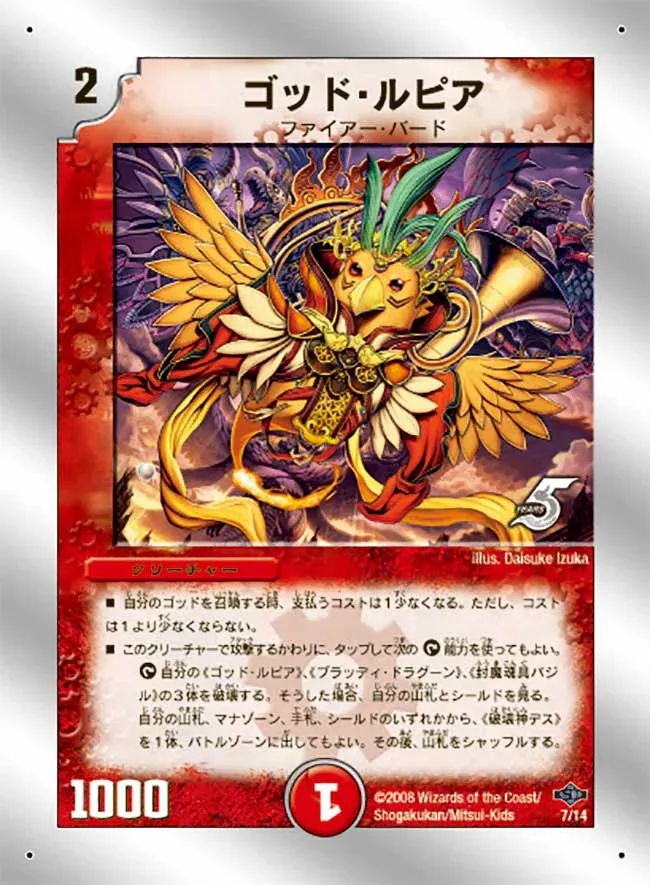 2
ゴッド・ルピア
ファイアー・バード
5
YEARS
illus. Daisuke Izuka
クリーチャー
■ 自分のゴッドを召喚する時、支払うコストは1少なくなる。ただし、コスト
は1より少なくならない。
■ このクリーチャーで攻撃するかわりに、タップして次の 能力を使ってもよい。
自分の《ゴッド・ルピア》、《ブラッディ・ドラグーン》、《封魔魂具バジ
ル》の3体を破壊する。そうした場合、自分の山札とシールドを見る。
自分の山札、マナゾーン、手札、シールドのいずれかから、《破壊神デス》
を1体、バトルゾーンに出してもよい。その後、山札をシャッフルする。
1000
1
©2008 Wizards of the Coast/
Shogakukan/Mitsui-Kids
7/14